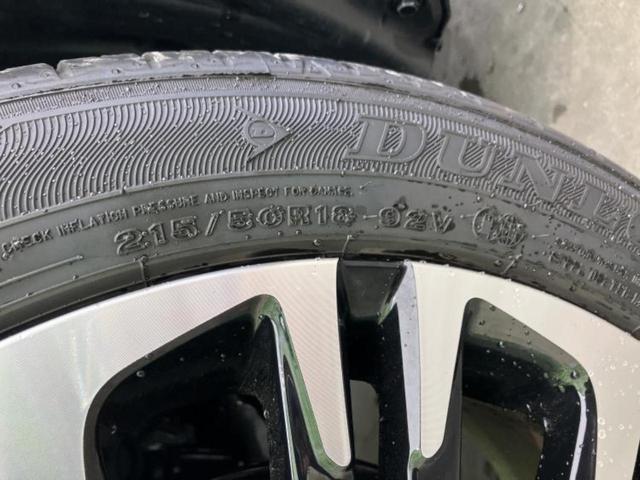 DUNL
CHECK INFLATION PRESSURE AND INSPECT FOR DAMAGE.
215/50R18 92V